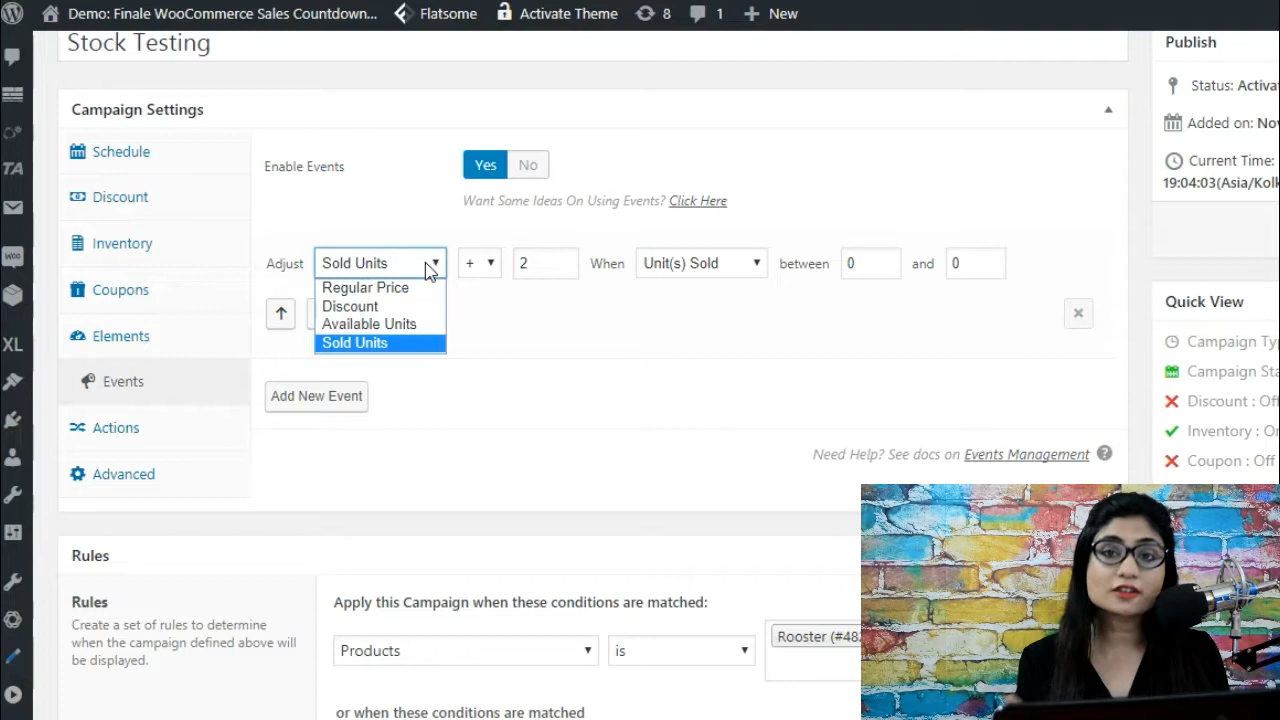 Demo: Finale WooCommerce Sales Countdown... Flatsome Activate Theme 8 1 New
Stock Testing
Campaign Settings
Schedule
Discount
Inventory
Coupons
Elements
Events
Actions
Advanced
Enable Events Yes No
Want Some Ideas On Using Events? Click Here
Adjust Sold Units + 2 When Unit(s) Sold between 0 and 0
Regular Price
Discount
Available Units
Sold Units
Add New Event
Need Help? See docs on Events Management ?
Rules
Rules
Create a set of rules to determine
when the campaign defined above will
be displayed.
Apply this Campaign when these conditions are matched:
Products is Rooster (#48
or when these conditions are matched
Publish
Status: Activa
Added on: Nov
Current Time:
19:04:03(Asia/Kolk
Quick View
Campaign Typ
Campaign Sta
Discount : Off
Inventory : On
Coupon : Off
TA
Woo
XL